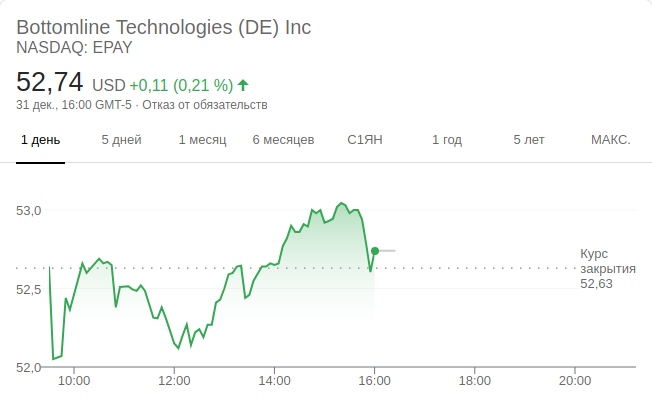 Bottomline Technologies (DE) Inc
NASDAQ: EPAY
52,74 USD +0,11 (0,21 %)
31 дек., 16:00 GMT-5 · Отказ от обязательств
1 день 5 дней 1 месяц 6 месяцев С1ЯН 1 год 5 лет МАКС.
53,0
Курс
закрытия
52,63
52,5
52,0
10:00 12:00 14:00 16:00 18:00 20:00